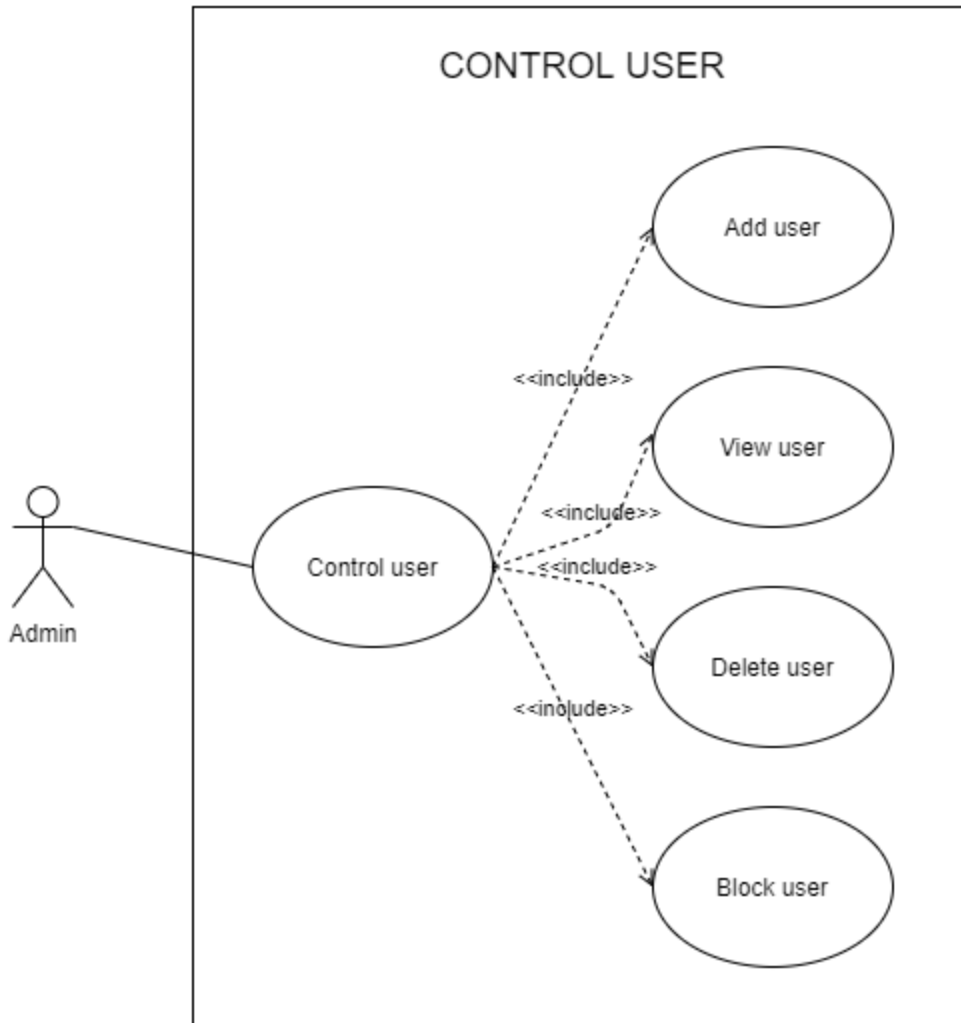 CONTROL USER
Add user
<<include>>
View user
<<include>>
Control user
<<include>>
Admin
Delete user
<<include>>
Block user